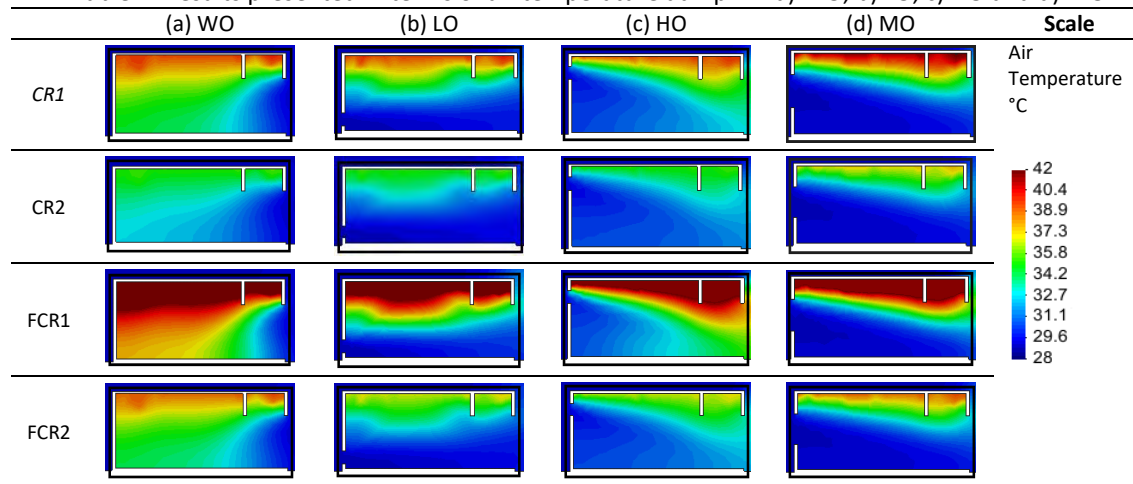 (a) WO (b) LO (c) HO (d) MO Scale
CR1
Air
Temperature
°C
CR2
42
40.4
38.9
37.3
35.8
34.2
32.7
31.1
29.6
28
FCR1
FCR2